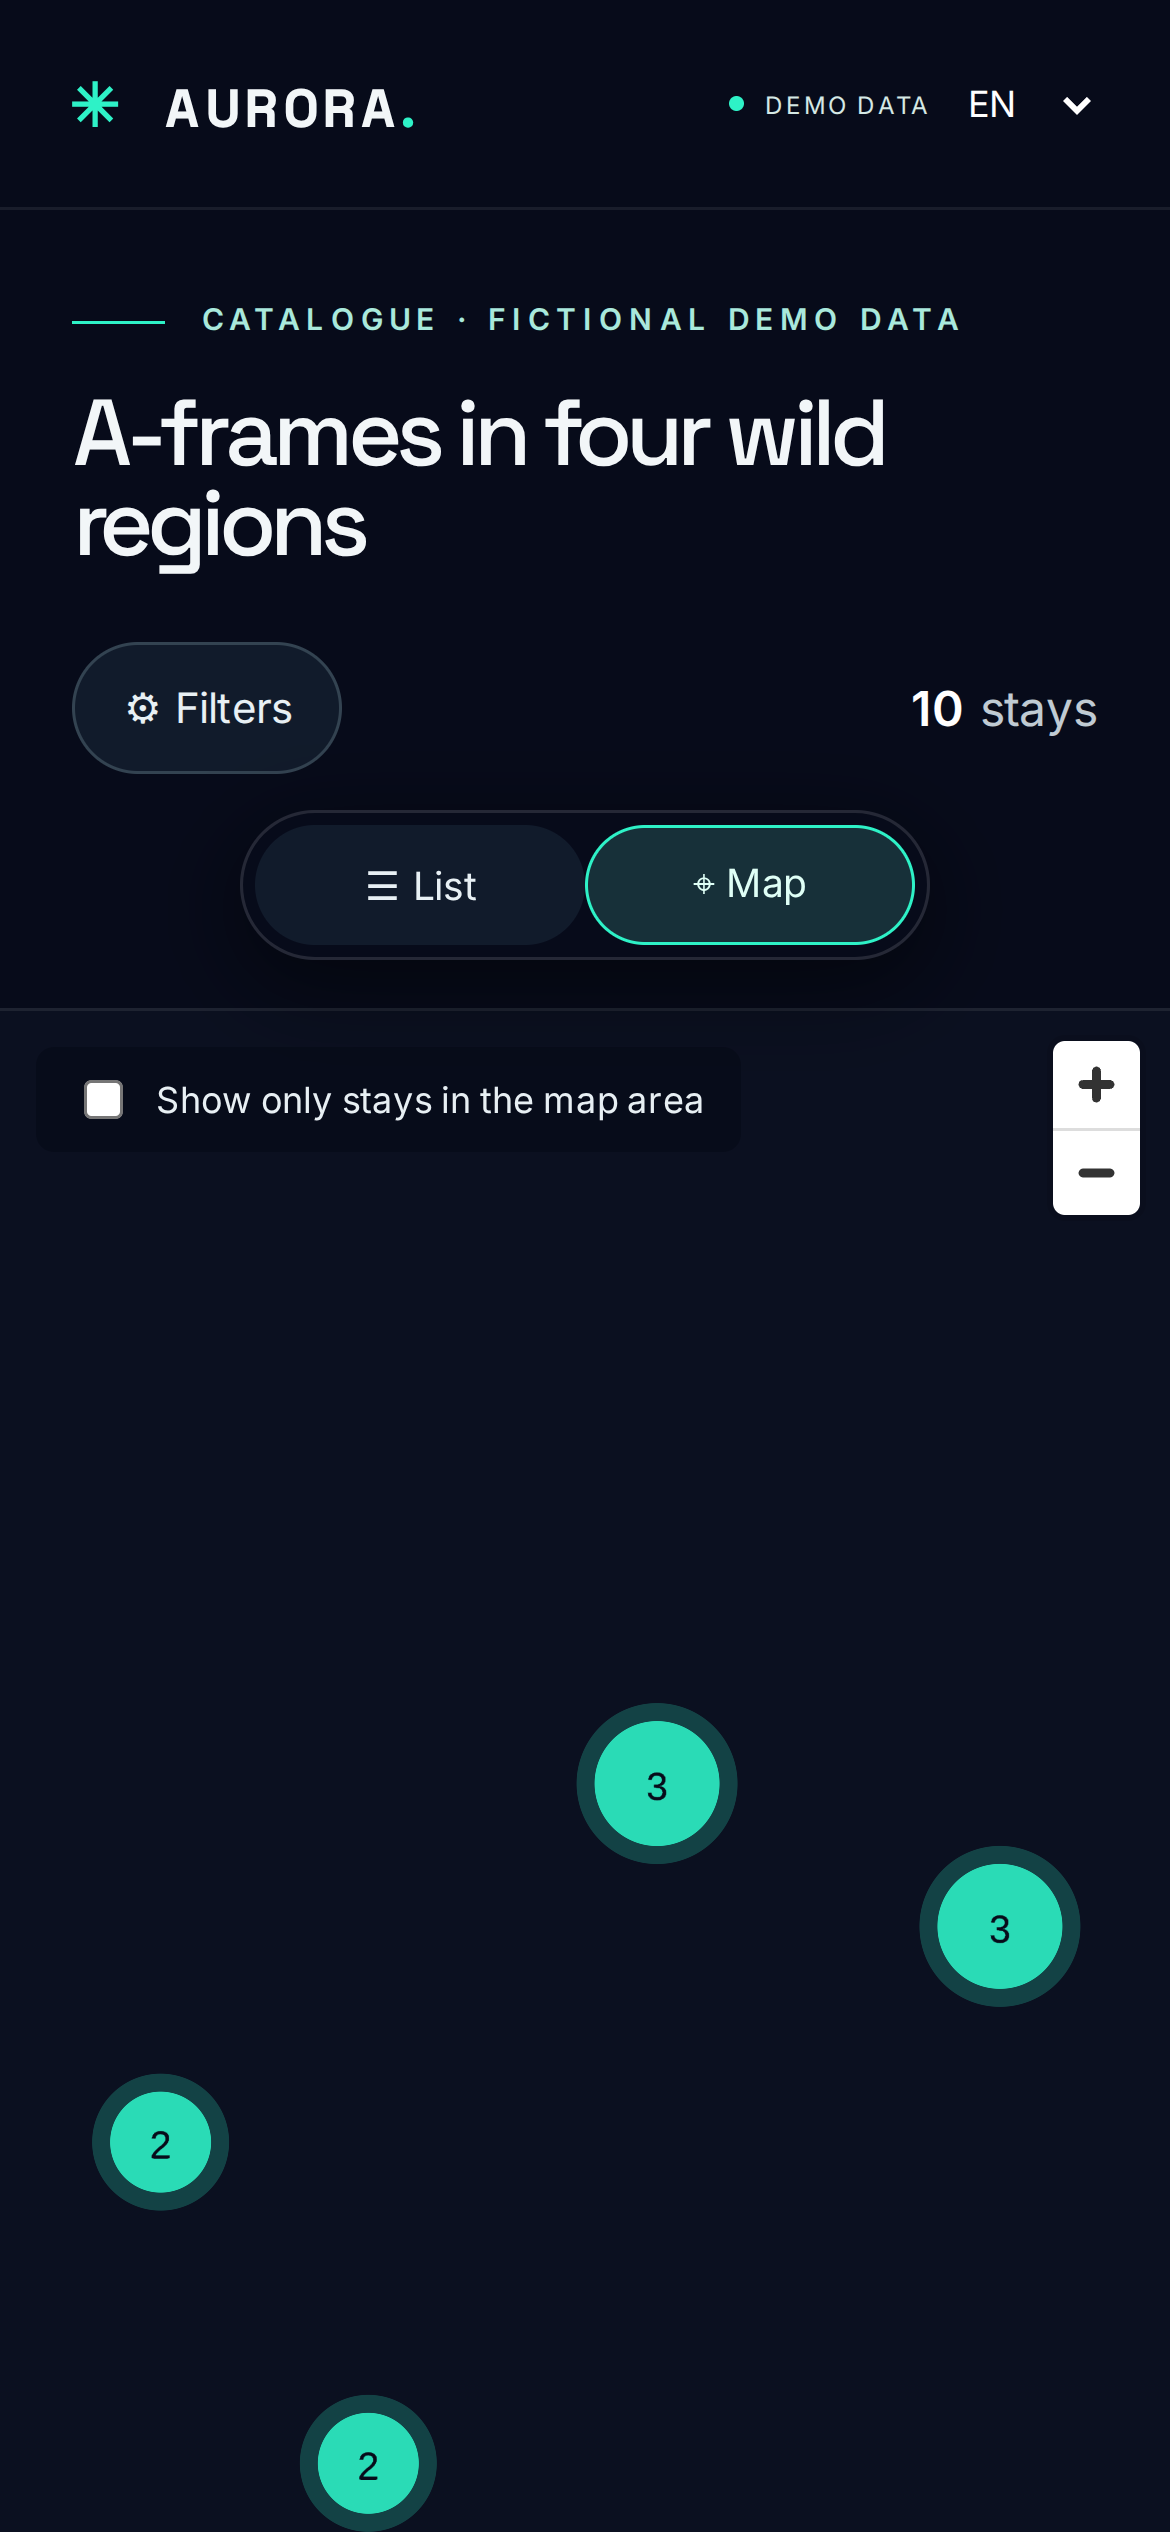 AURORA.
DEMO DATA
EN
CATALOGUE · FICTIONAL DEMO DATA
A-frames in four wild
regions
⚙ Filters
10 stays
☰ List
⌖ Map
Show only stays in the map area
+
−
3
3
2
2